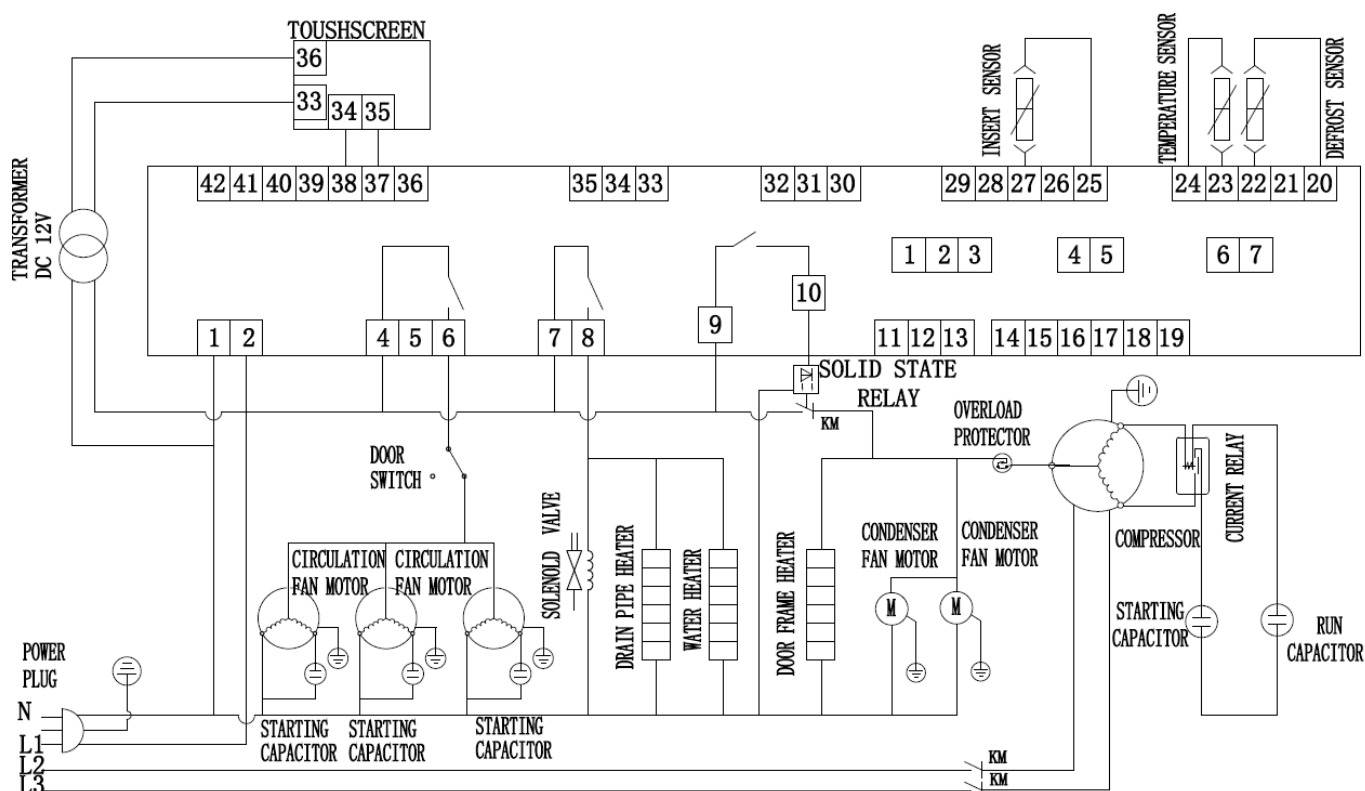 TOUSHSCREEN
36
33
34 35
TRANSFORMER
DC 12V
INSERT SENSOR
TEMPERATURE SENSOR
DEFROST SENSOR
42 41 40 39 38 37 36
35 34 33
32 31 30
29 28 27 26 25
24 23 22 21 20
1 2 3
4 5
6 7
10
9
1 2
4 5 6
7 8
11 12 13
14 15 16 17 18 19
SOLID STATE
RELAY
KM
OVERLOAD
PROTECTOR
CURRENT RELAY
COMPRESSOR
DOOR
SWITCH
SOLENOLD VALVE
DRAIN PIPE HEATER
WATER HEATER
DOOR FRAME HEATER
CONDENSER
FAN MOTOR
CONDENSER
FAN MOTOR
M
M
CIRCULATION
FAN MOTOR
CIRCULATION
FAN MOTOR
STARTING
CAPACITOR
RUN
CAPACITOR
POWER
PLUG
N
L1
L2
L3
STARTING
CAPACITOR
STARTING
CAPACITOR
STARTING
CAPACITOR
KM
KM